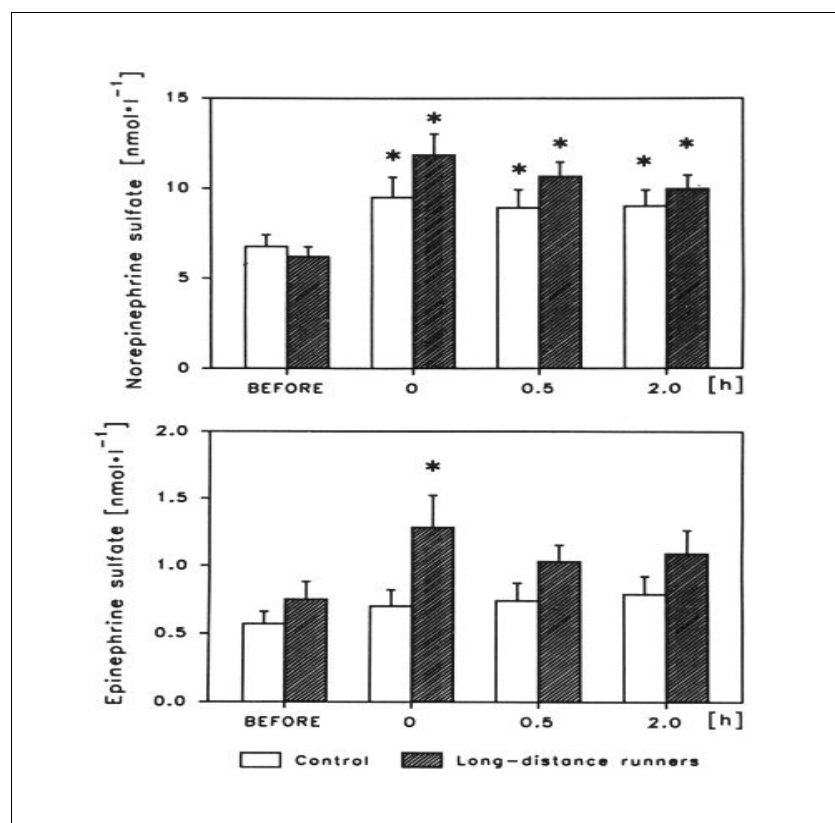 Norepinephrine sulfate [nmol·l⁻¹]
15
10
5
0
* * * * * *
BEFORE 0 0.5 2.0 [h]
Epinephrine sulfate [nmol·l⁻¹]
2.0
1.5
1.0
0.5
0.0
*
BEFORE 0 0.5 2.0 [h]
Control Long-distance runners